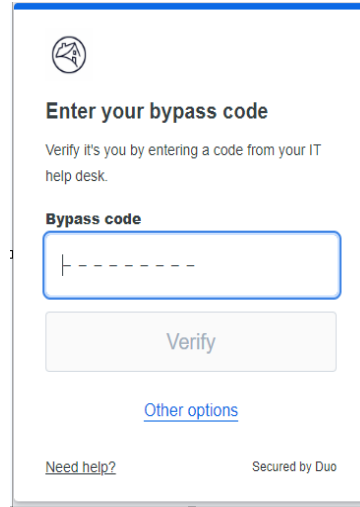 Enter your bypass code
Verify it's you by entering a code from your IT
help desk.
Bypass code
Verify
Other options
Need help? Secured by Duo